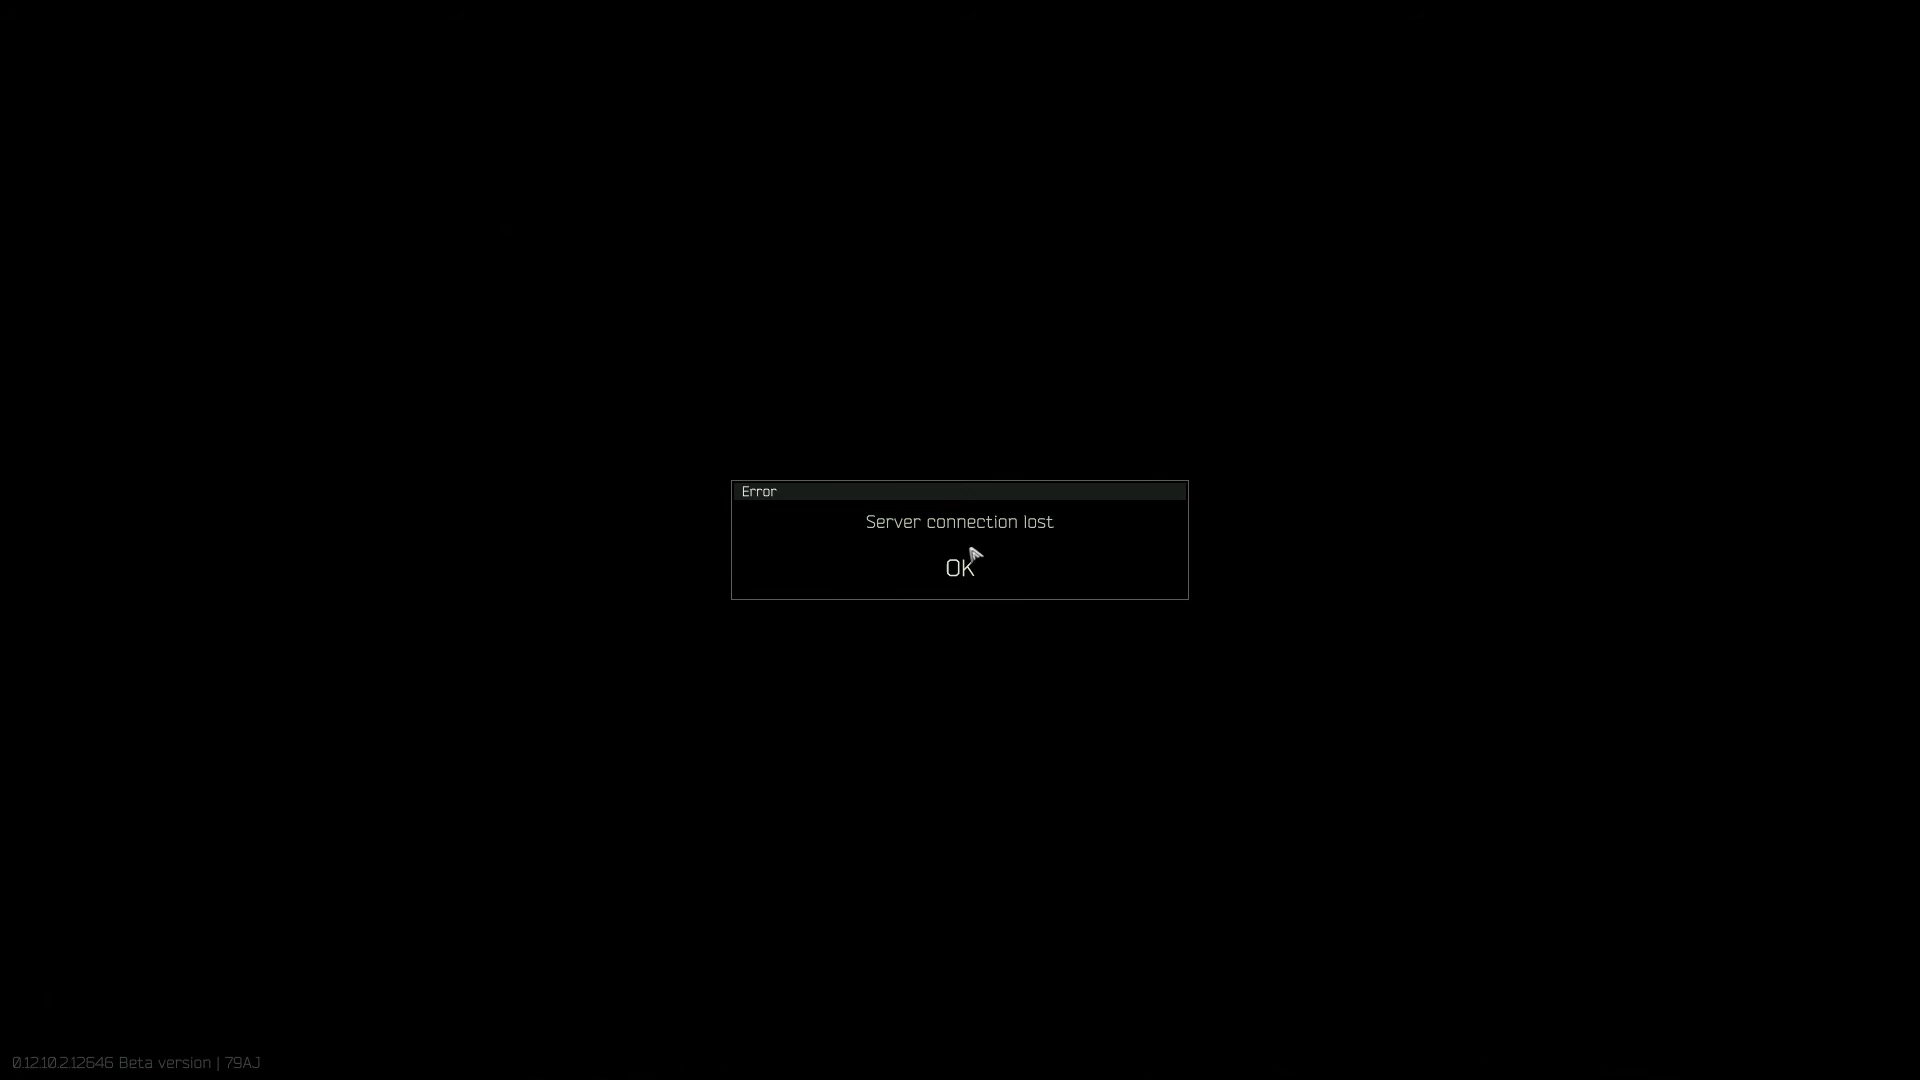 Error
Server connection lost
OK
0.12.10.2.12646 Beta version | 79AJ